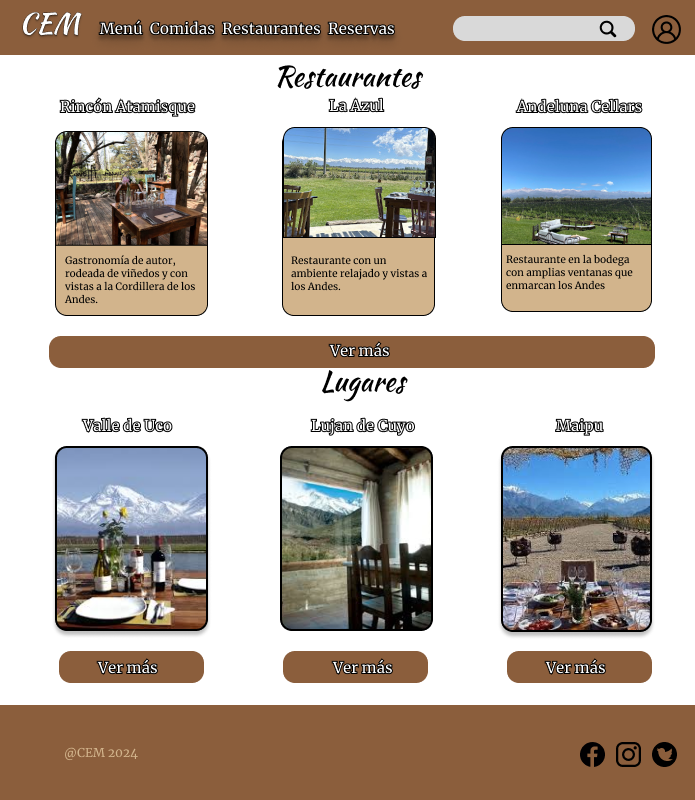 CEM
Menú Comidas Restaurantes Reservas
Restaurantes
Rincón Atamisque
La Azul
Andeluna Cellars
Gastronomía de autor,
rodeada de viñedos y con
vistas a la Cordillera de los
Andes.
Restaurante con un
ambiente relajado y vistas a
los Andes.
Restaurante en la bodega
con amplias ventanas que
enmarcan los Andes
Ver más
Lugares
Valle de Uco
Lujan de Cuyo
Maipu
Ver más
Ver más
Ver más
@CEM 2024